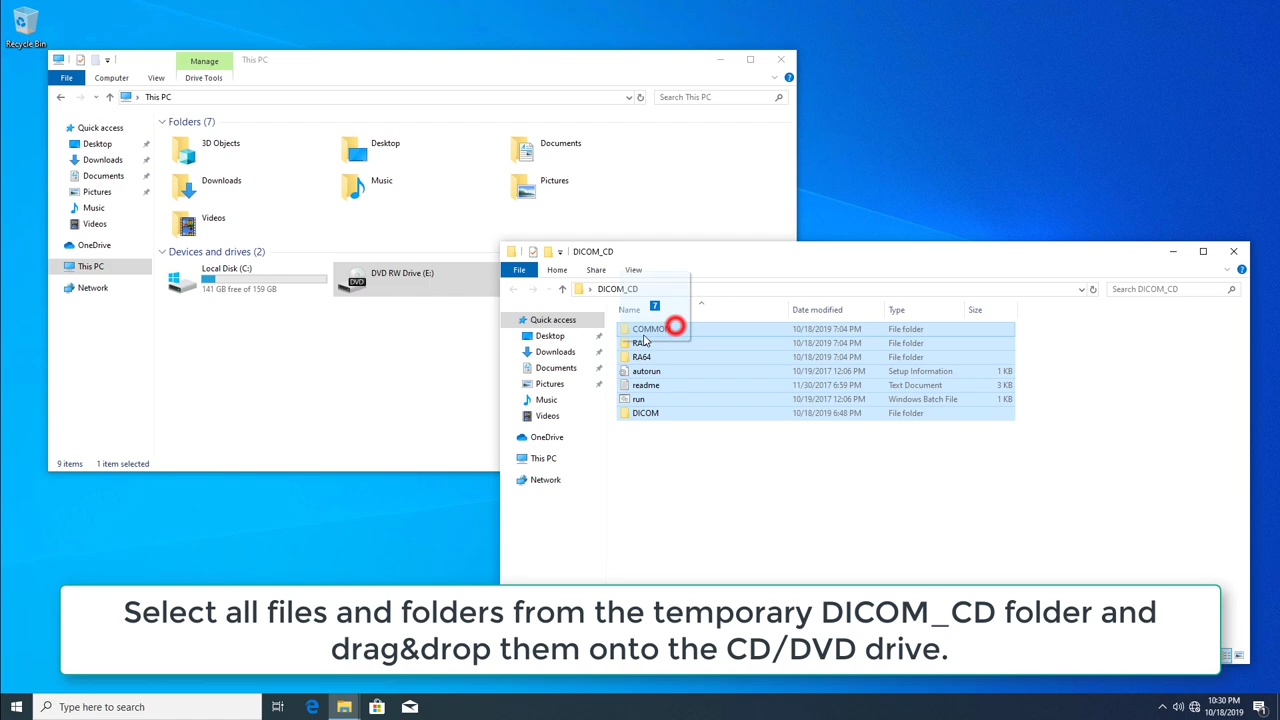 Recycle Bin
Manage
This PC
File
Computer
View
Drive Tools
This PC
Search This PC
Quick access
Desktop
Downloads
Documents
Pictures
Music
Videos
OneDrive
This PC
Network
Folders (7)
3D Objects
Desktop
Documents
Downloads
Music
Pictures
Videos
Devices and drives (2)
Local Disk (C:)
141 GB free of 159 GB
DVD RW Drive (E:)
DVD
9 items
1 item selected
DICOM_CD
File
Home
Share
View
DICOM_CD
Search DICOM_CD
Quick access
Desktop
Downloads
Documents
Pictures
Music
Videos
OneDrive
This PC
Network
Name
Date modified
Type
Size
7
10/18/2019 7:04 PM
File folder
10/18/2019 7:04 PM
File folder
RA64
10/18/2019 7:04 PM
File folder
autorun
10/19/2017 12:06 PM
Setup Information
1 KB
readme
11/30/2017 6:59 PM
Text Document
3 KB
run
10/19/2017 12:06 PM
Windows Batch File
1 KB
DICOM
10/18/2019 6:48 PM
File folder
Select all files and folders from the temporary DICOM_CD folder and
drag&drop them onto the CD/DVD drive.
Type here to search
10:30 PM
10/18/2019
1